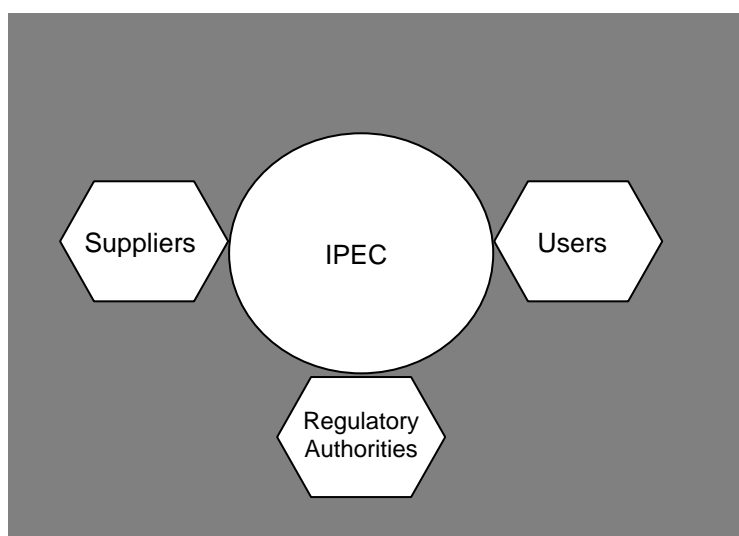 Suppliers
IPEC
Users
Regulatory
Authorities